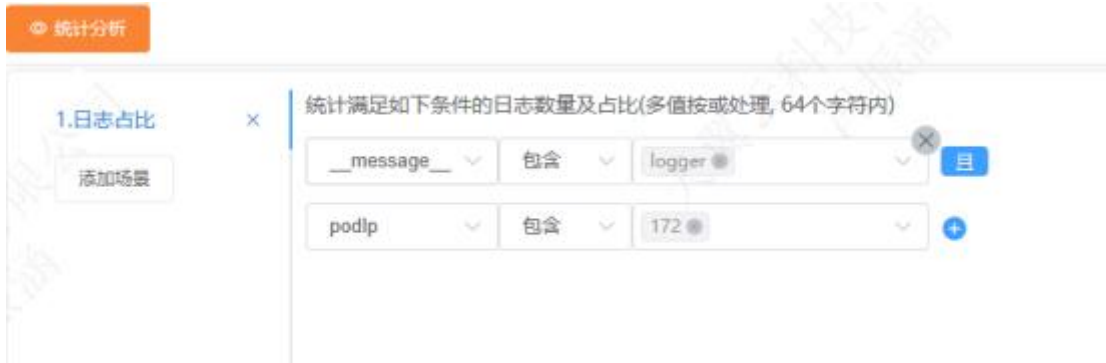 统计分析
统计满足如下条件的日志数量及占比(多值按或处理, 64个字符内)
1.日志占比
__message__ 包含 logger 且
添加场景
podIp 包含 172